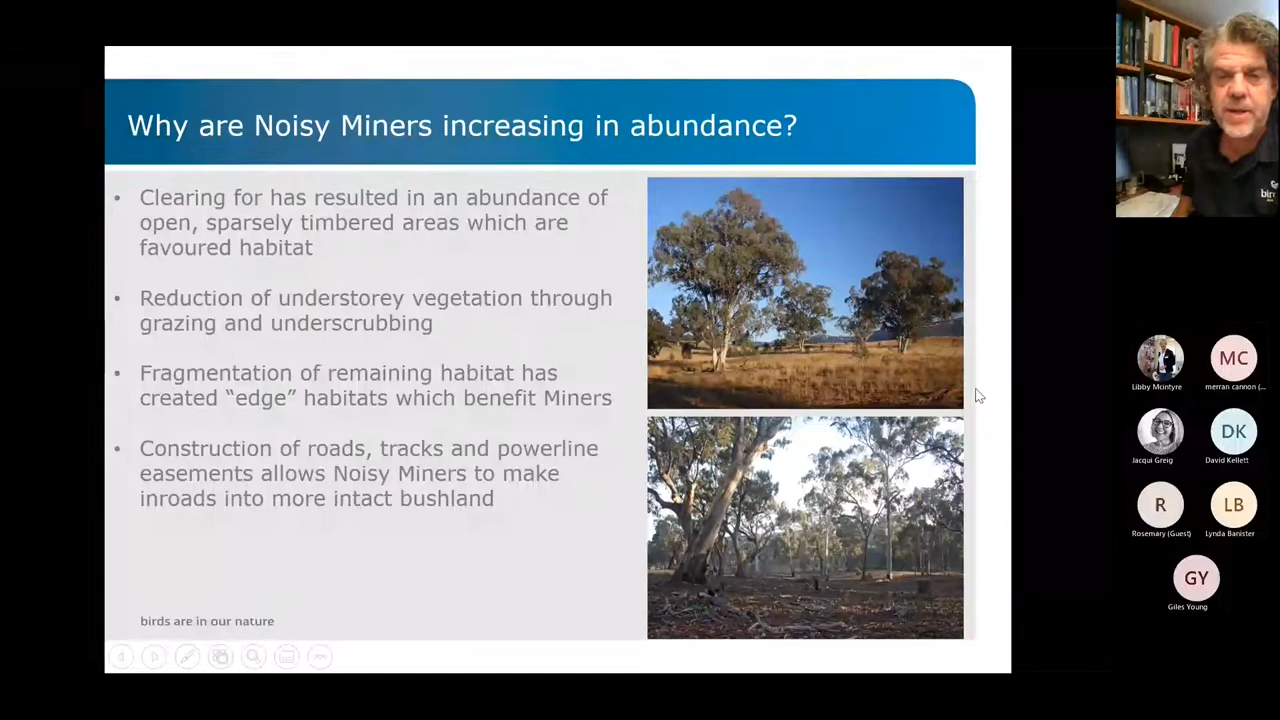 Why are Noisy Miners increasing in abundance?
• Clearing for has resulted in an abundance of
open, sparsely timbered areas which are
favoured habitat
• Reduction of understorey vegetation through
grazing and underscrubbing
• Fragmentation of remaining habitat has
created “edge” habitats which benefit Miners
• Construction of roads, tracks and powerline
easements allows Noisy Miners to make
inroads into more intact bushland
birds are in our nature
MC
Libby Mcintyre
merran cannon (...
DK
Jacqui Greig
David Kellett
R
LB
Rosemary (Guest)
Lynda Banister
GY
Giles Young